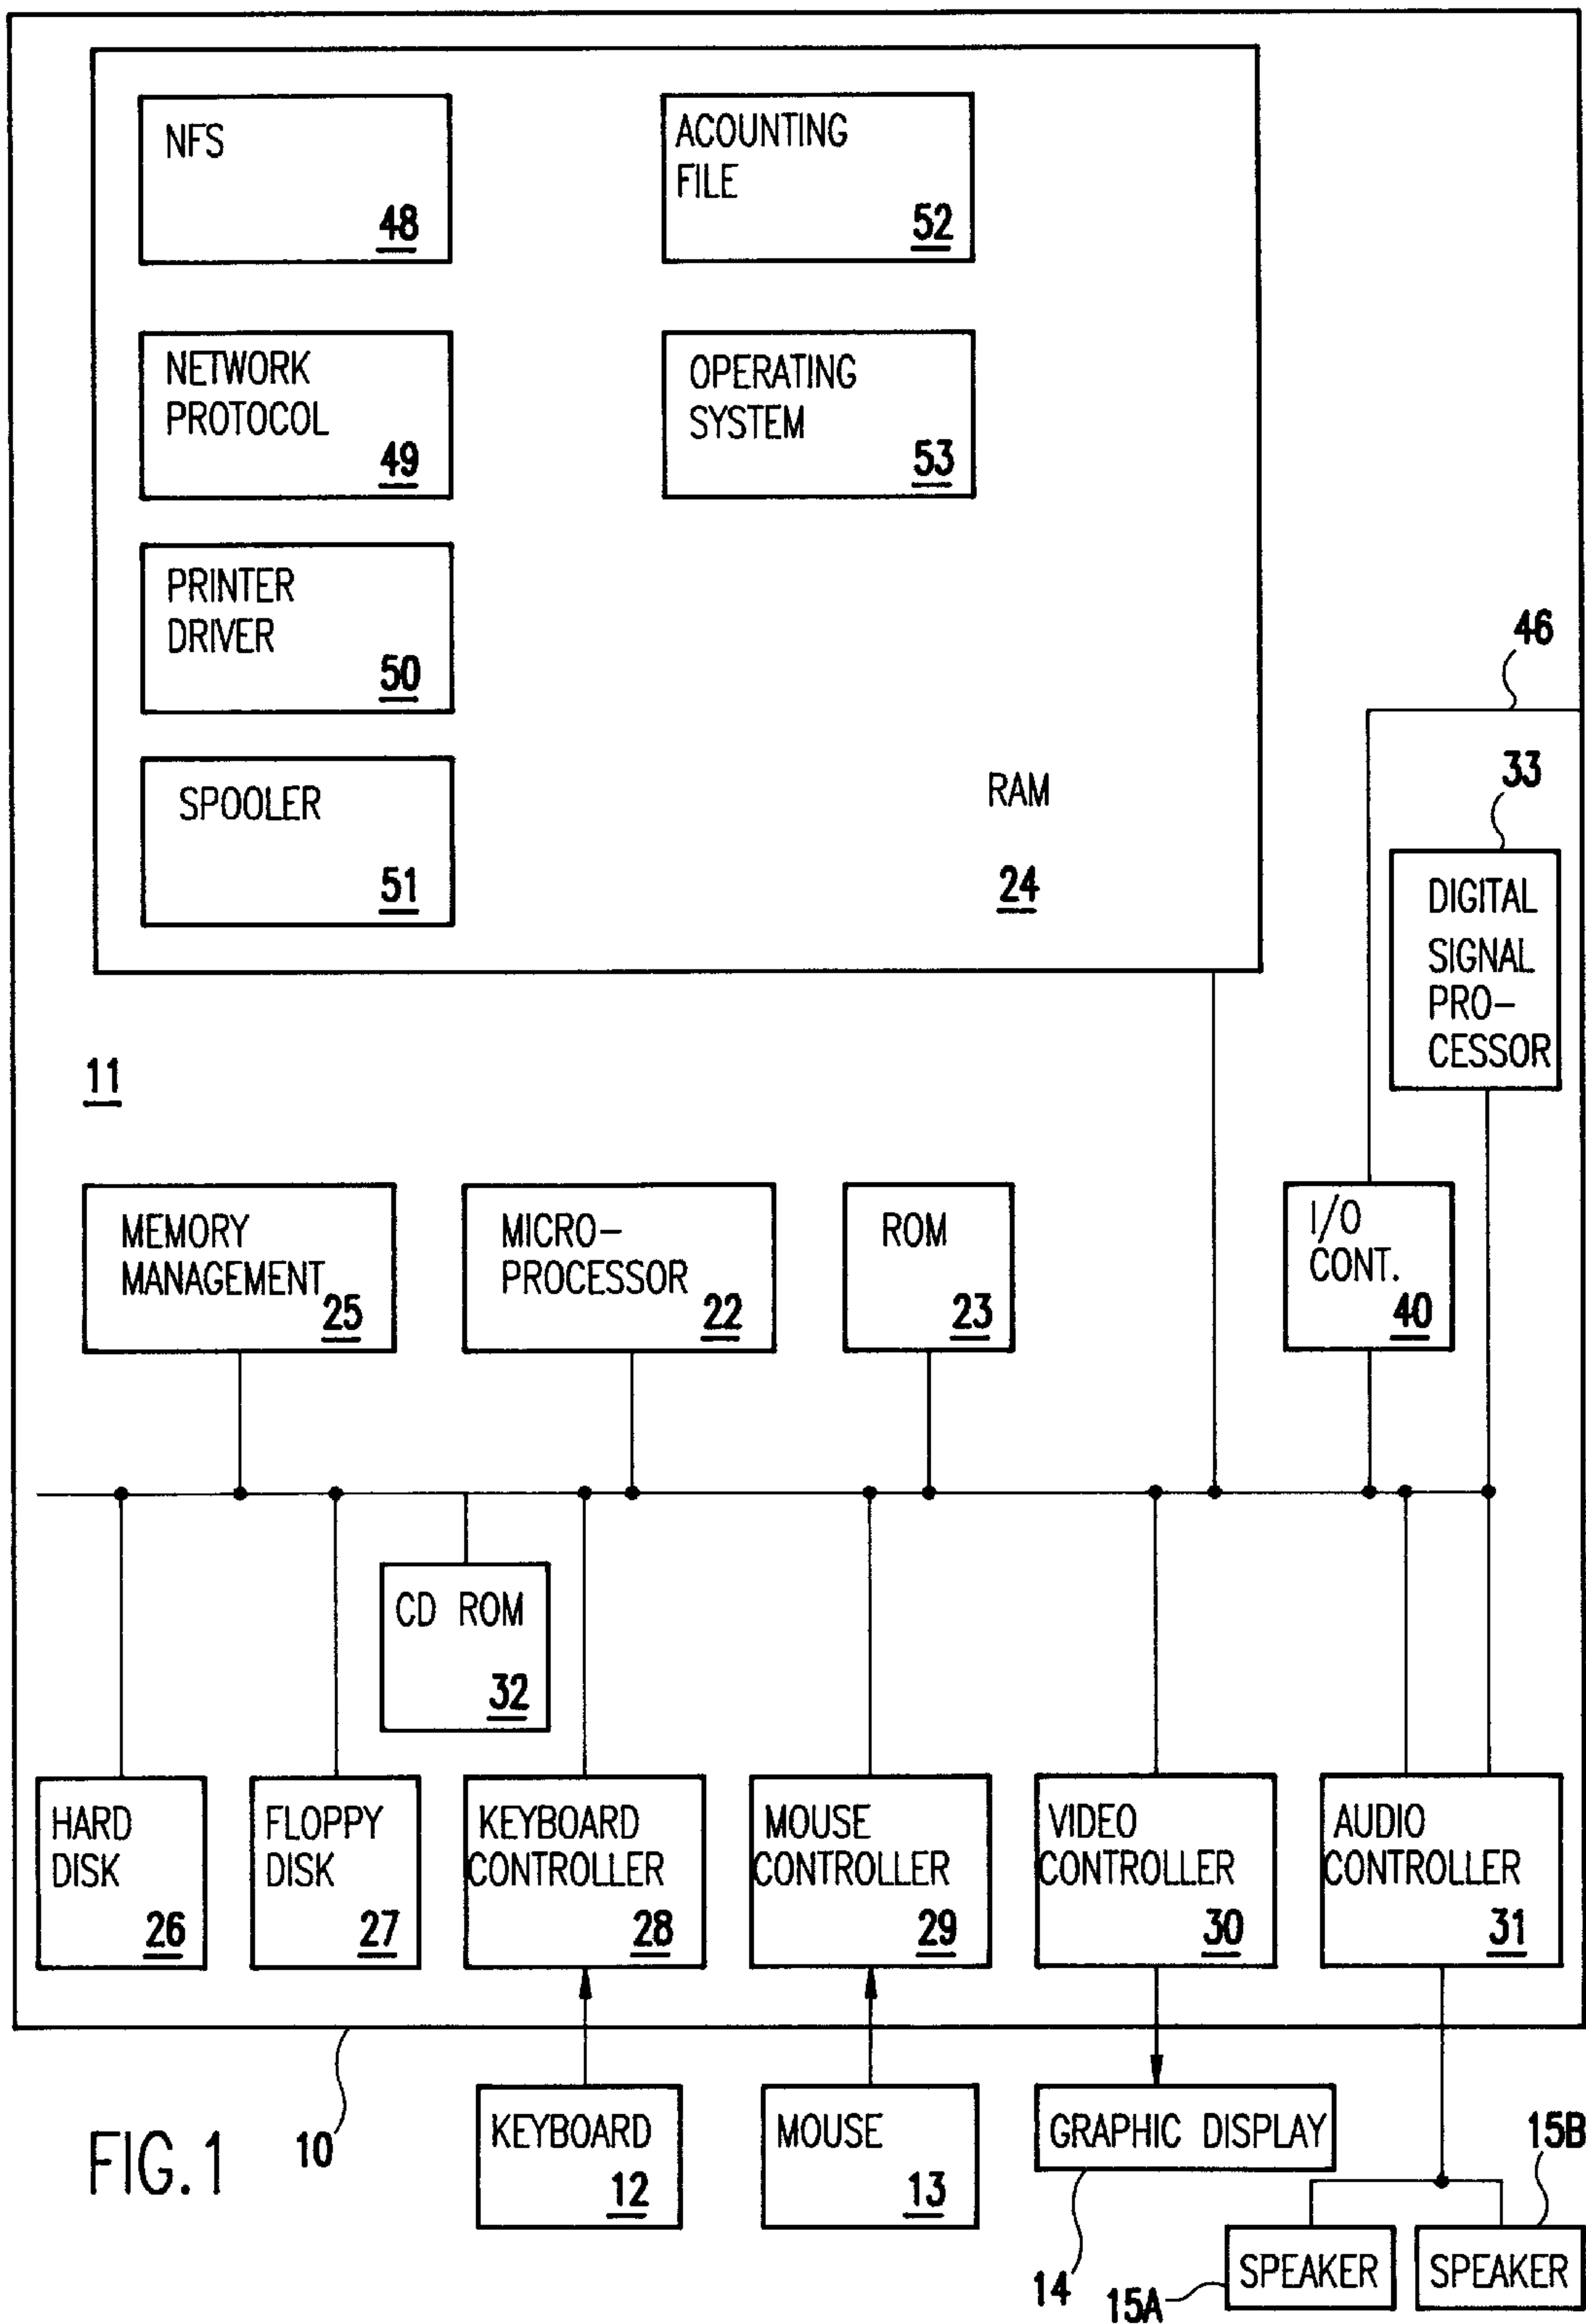 NFS
48
ACOUNTING
FILE
52
NETWORK
PROTOCOL
49
OPERATING
SYSTEM
53
PRINTER
DRIVER
50
46
SPOOLER
51
RAM
24
33
DIGITAL
SIGNAL
PRO-
CESSOR
11
MEMORY
MANAGEMENT
25
MICRO-
PROCESSOR
22
ROM
23
I/O
CONT.
40
CD ROM
32
HARD
DISK
26
FLOPPY
DISK
27
KEYBOARD
CONTROLLER
28
MOUSE
CONTROLLER
29
VIDEO
CONTROLLER
30
AUDIO
CONTROLLER
31
FIG.1
10
KEYBOARD
12
MOUSE
13
GRAPHIC DISPLAY
14
15B
15A
SPEAKER
SPEAKER